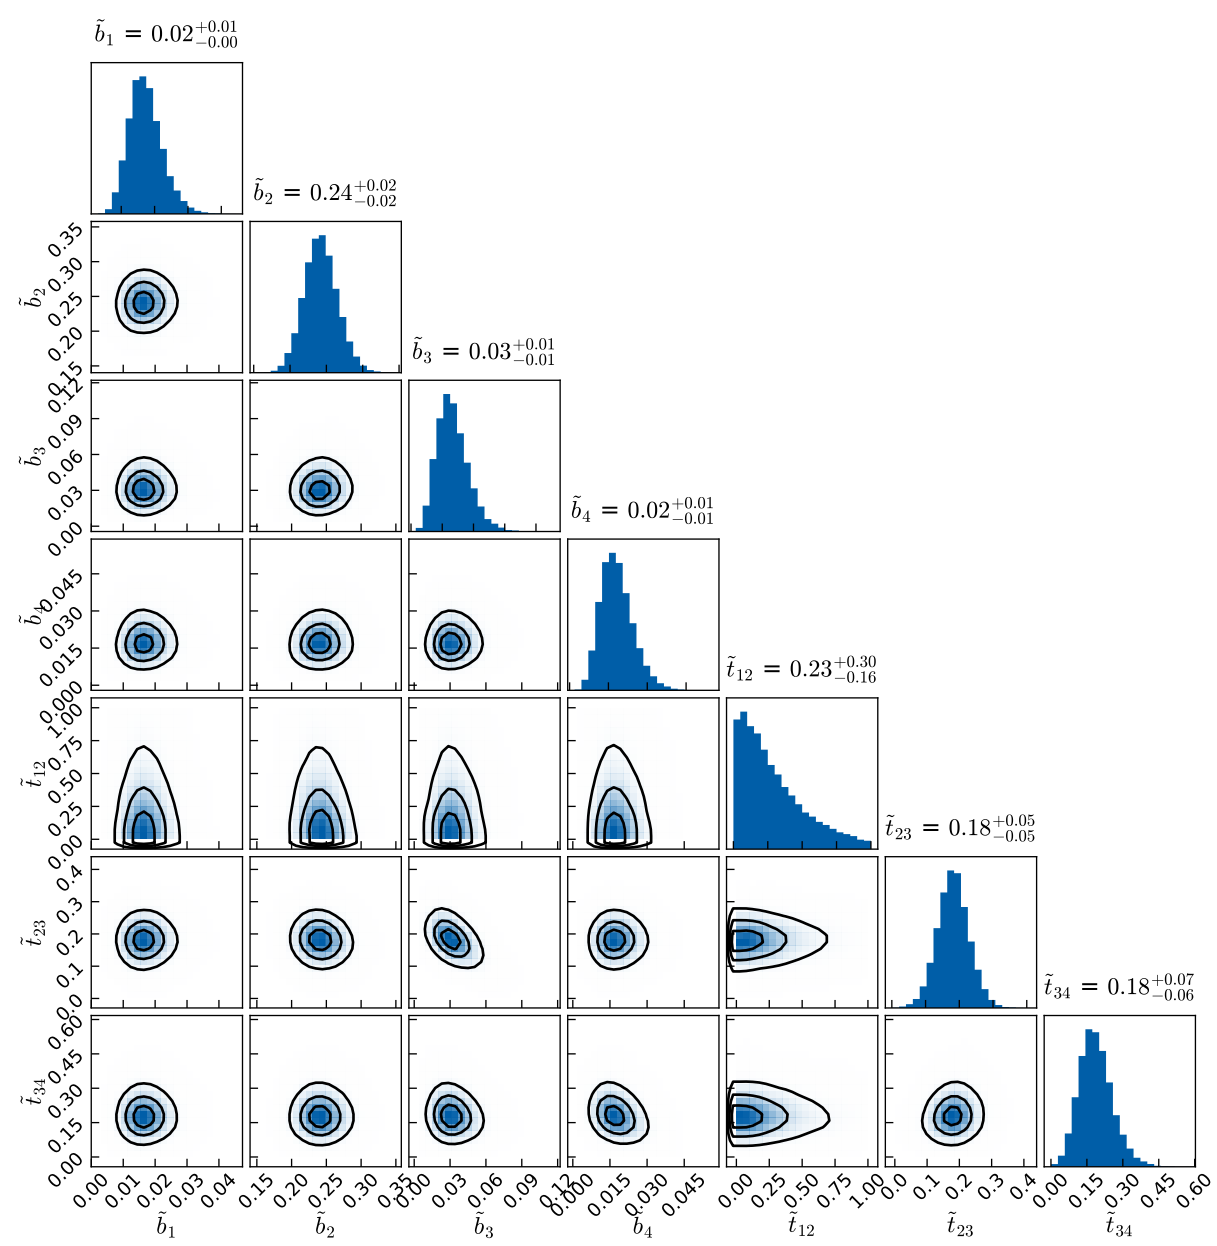 b̃₁ = 0.02⁺⁰·⁰¹₋₀.₀₀
b̃₂ = 0.24⁺⁰·⁰²₋₀.₀₂
b̃₃ = 0.03⁺⁰·⁰¹₋₀.₀₁
b̃₄ = 0.02⁺⁰·⁰¹₋₀.₀₁
t̃₁₂ = 0.23⁺⁰·³⁰₋₀.₁₆
t̃₂₃ = 0.18⁺⁰·⁰⁵₋₀.₀₅
t̃₃₄ = 0.18⁺⁰·⁰⁷₋₀.₀₆
b̃₂
0.35
0.30
0.25
0.20
0.15
b̃₃
0.12
0.09
0.06
0.03
0.00
b̃₄
0.045
0.030
0.015
0.000
t̃₁₂
1.00
0.75
0.50
0.25
0.00
t̃₂₃
0.4
0.3
0.2
0.1
0.0
t̃₃₄
0.60
0.45
0.30
0.15
0.00
0.00 0.01 0.02 0.03 0.04
b̃₁
0.15 0.20 0.25 0.30 0.35
b̃₂
0.00 0.03 0.06 0.09 0.12
b̃₃
0.000 0.015 0.030 0.045
b̃₄
0.00 0.25 0.50 0.75 1.00
t̃₁₂
0.0 0.1 0.2 0.3 0.4
t̃₂₃
0.00 0.15 0.30 0.45 0.60
t̃₃₄